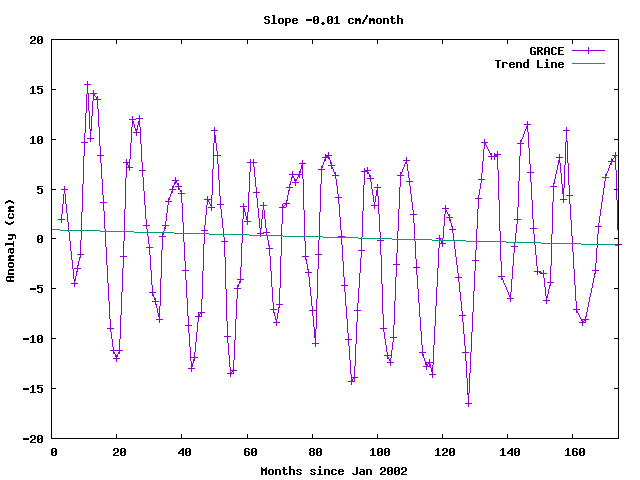 Slope -0.01 cm/month
GRACE
Trend Line
Anomaly (cm)
20
15
10
5
0
-5
-10
-15
-20
0 20 40 60 80 100 120 140 160
Months since Jan 2002